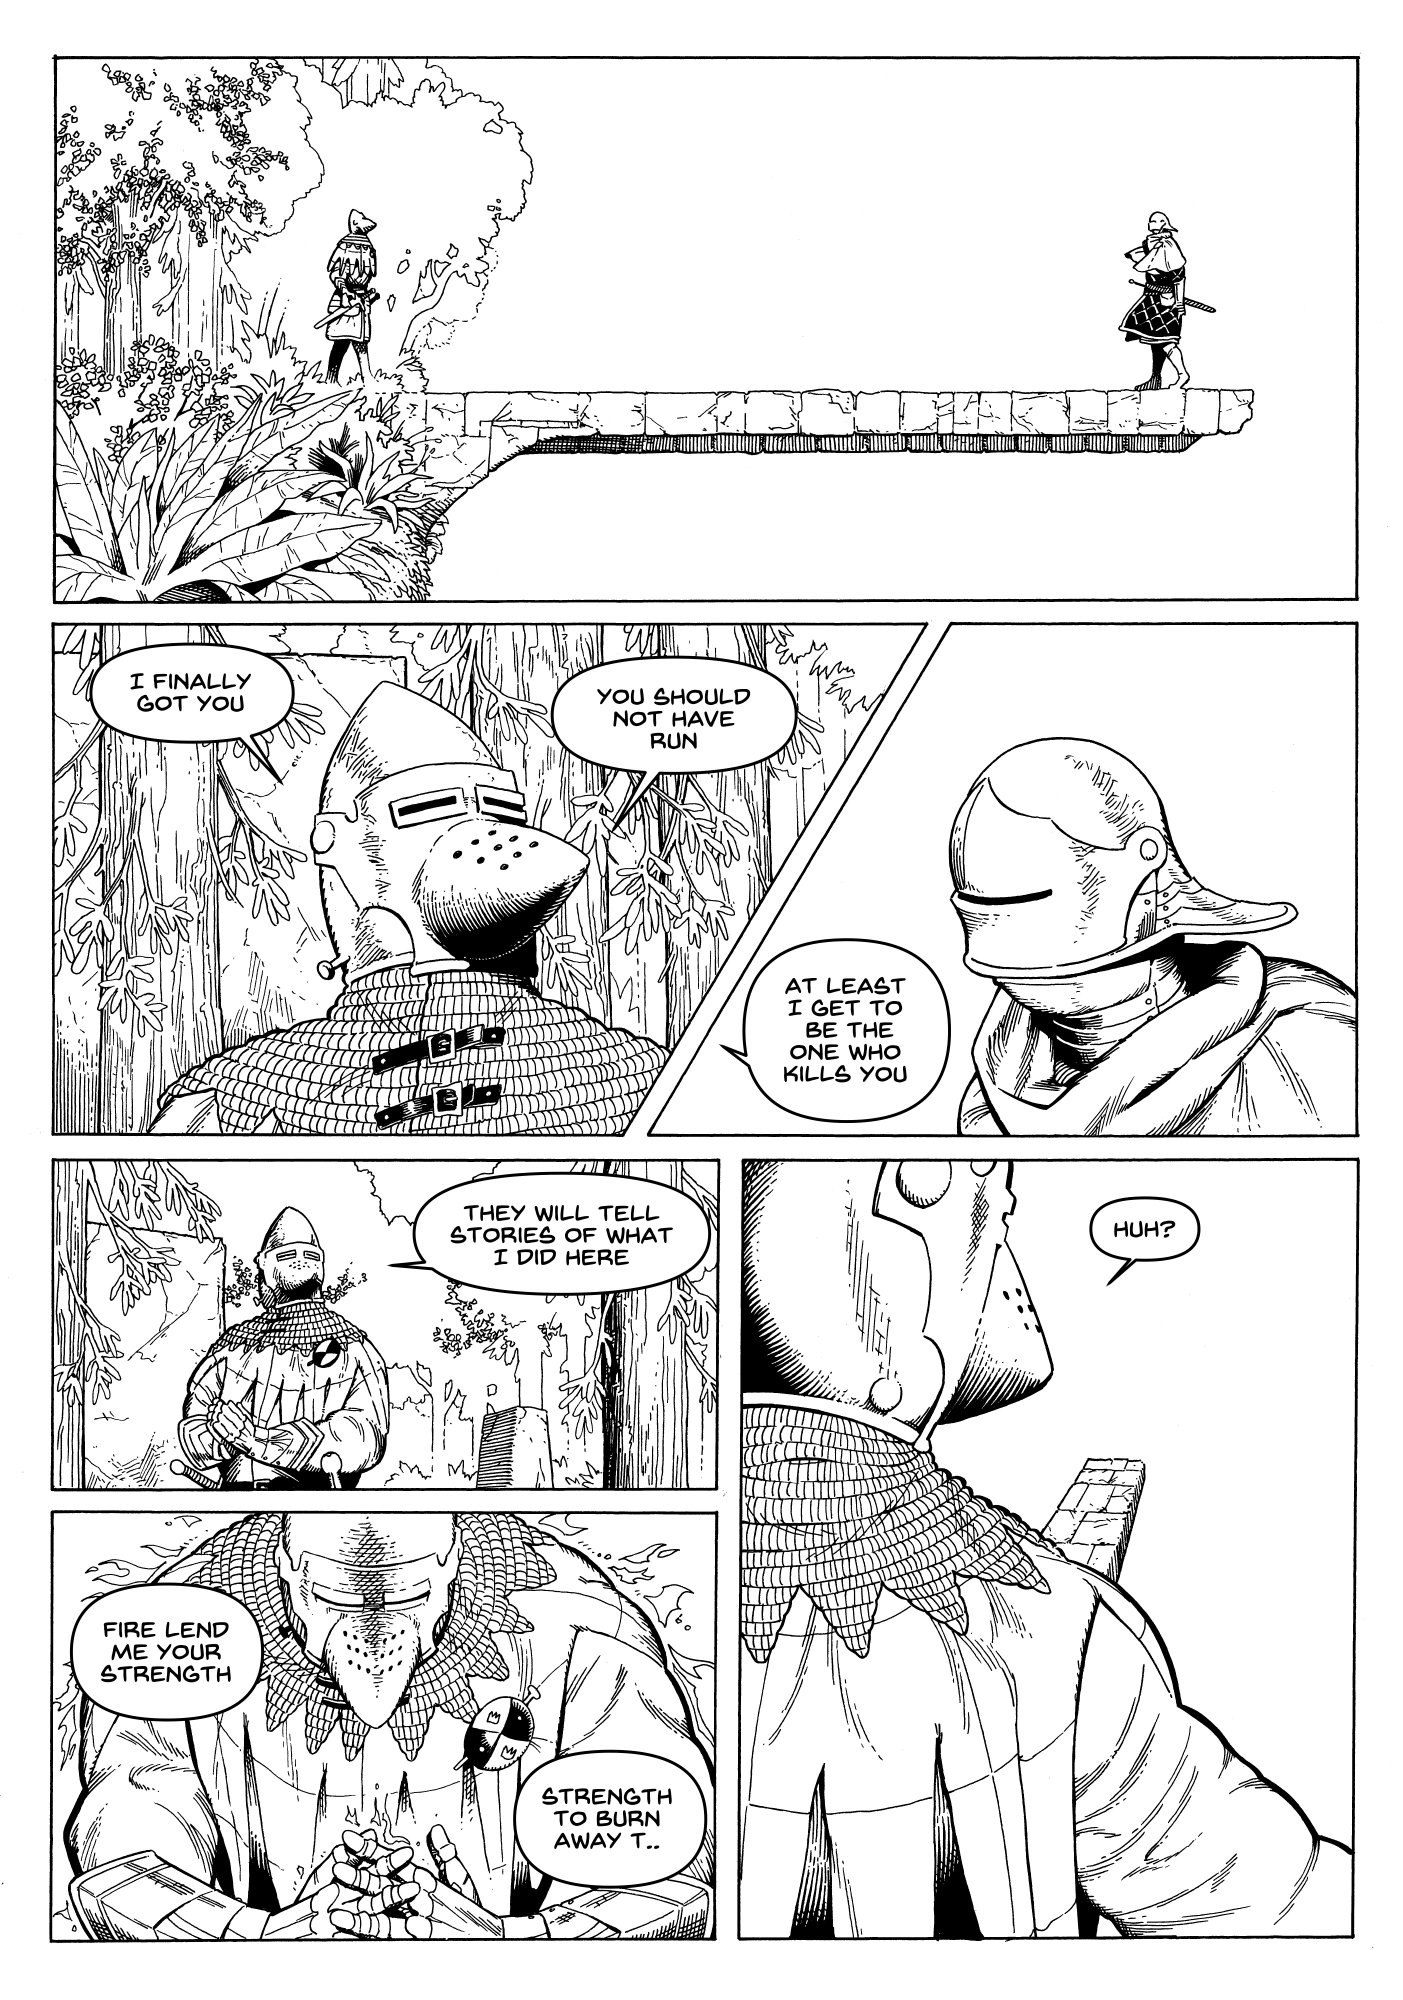 I FINALLY
GOT YOU
YOU SHOULD
NOT HAVE
RUN
AT LEAST
I GET TO
BE THE
ONE WHO
KILLS YOU
THEY WILL TELL
STORIES OF WHAT
I DID HERE
FIRE LEND
ME YOUR
STRENGTH
STRENGTH
TO BURN
AWAY T..
HUH?